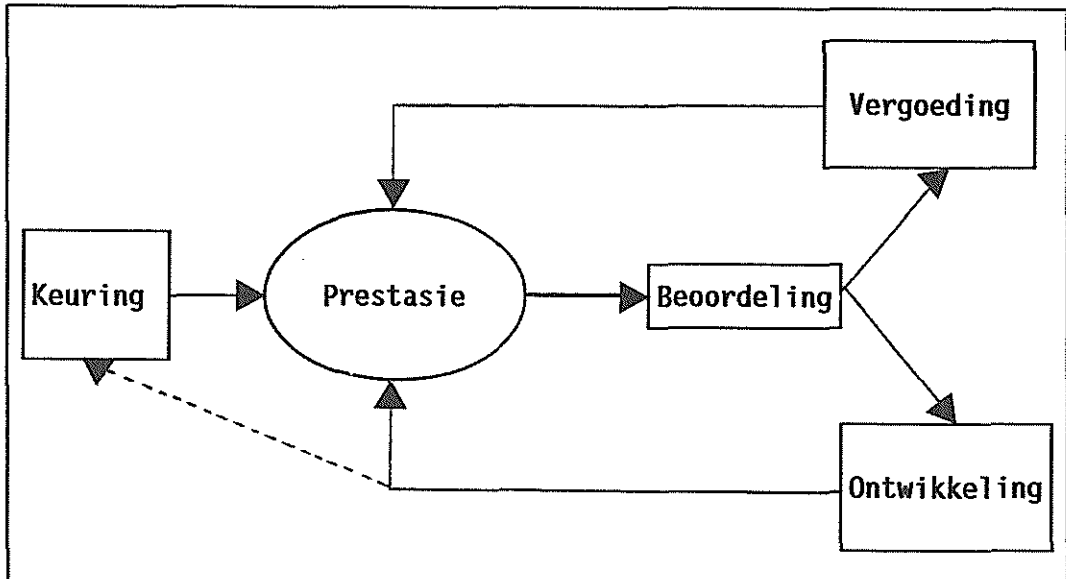 Vergoeding
Keuring
Prestasie
Beoordeling
Ontwikkeling